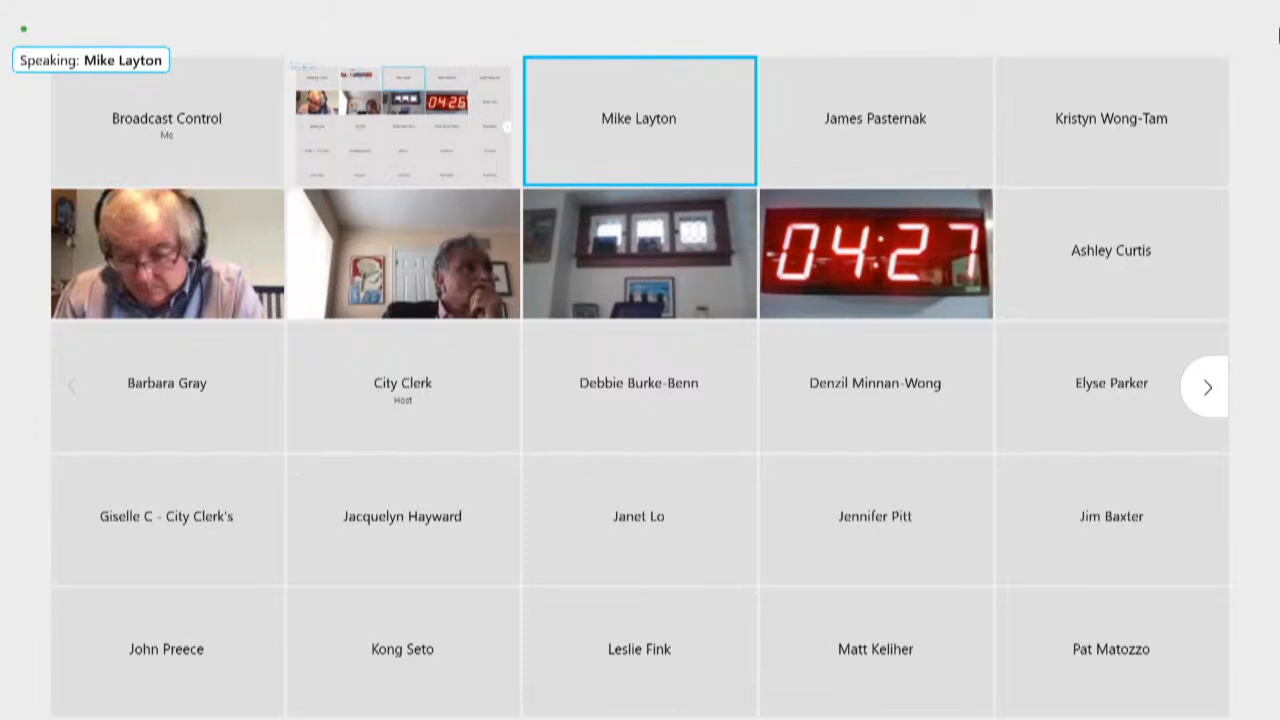 Speaking: Mike Layton
Broadcast Control
Me
04:26
Mike Layton
James Pasternak
Kristyn Wong-Tam
04:27
Ashley Curtis
Barbara Gray
City Clerk
Host
Debbie Burke-Benn
Denzil Minnan-Wong
Elyse Parker
Giselle C - City Clerk's
Jacquelyn Hayward
Janet Lo
Jennifer Pitt
Jim Baxter
John Preece
Kong Seto
Leslie Fink
Matt Keliher
Pat Matozzo